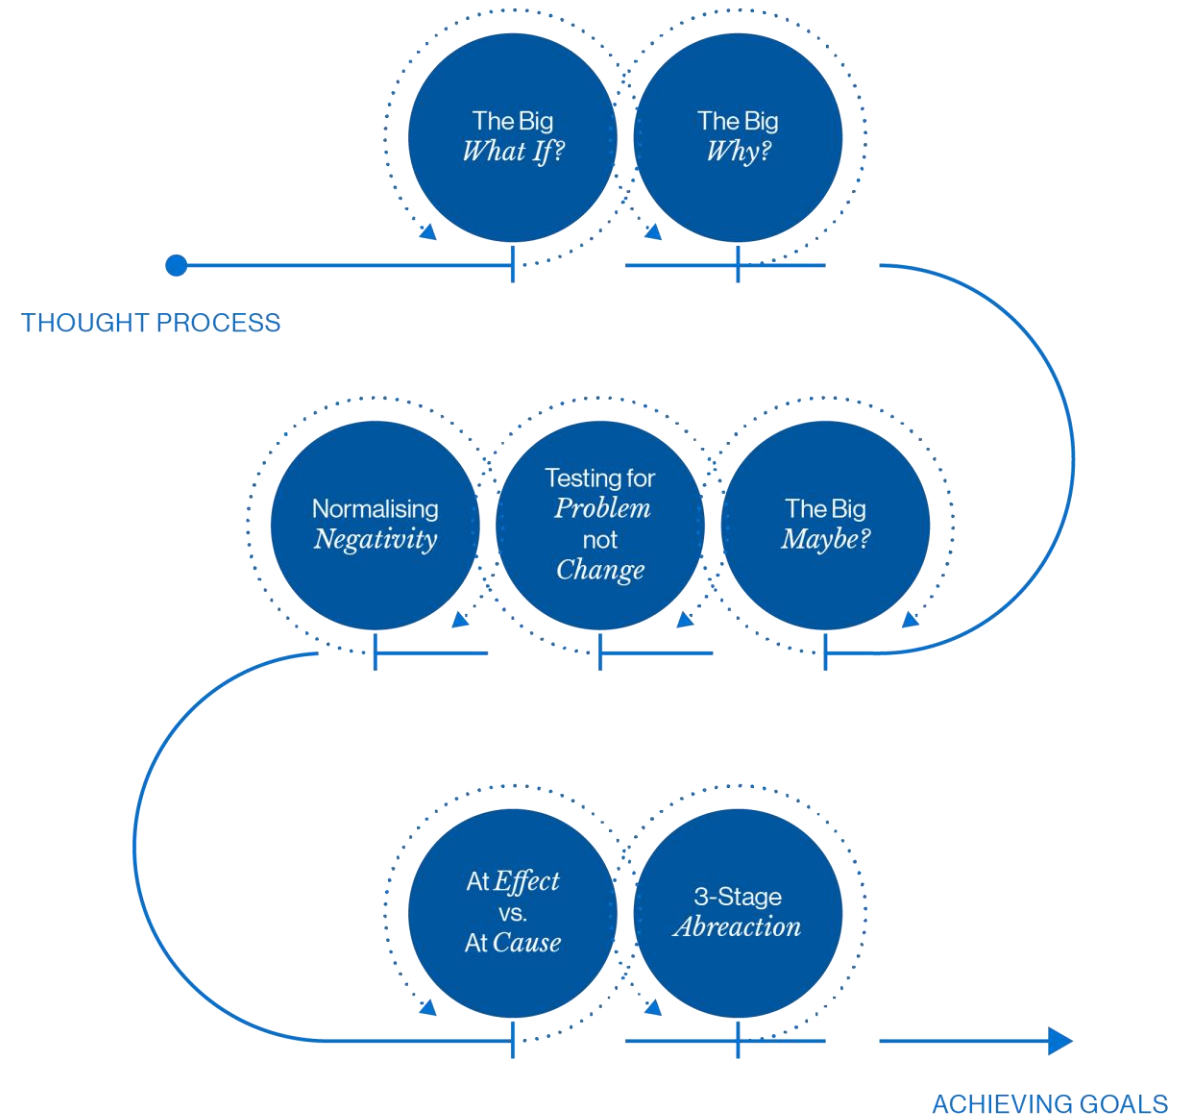 The Big
What If?
The Big
Why?
THOUGHT PROCESS
Normalising
Negativity
Testing for
Problem
not
Change
The Big
Maybe?
At Effect
vs.
At Cause
3-Stage
Abreaction
ACHIEVING GOALS